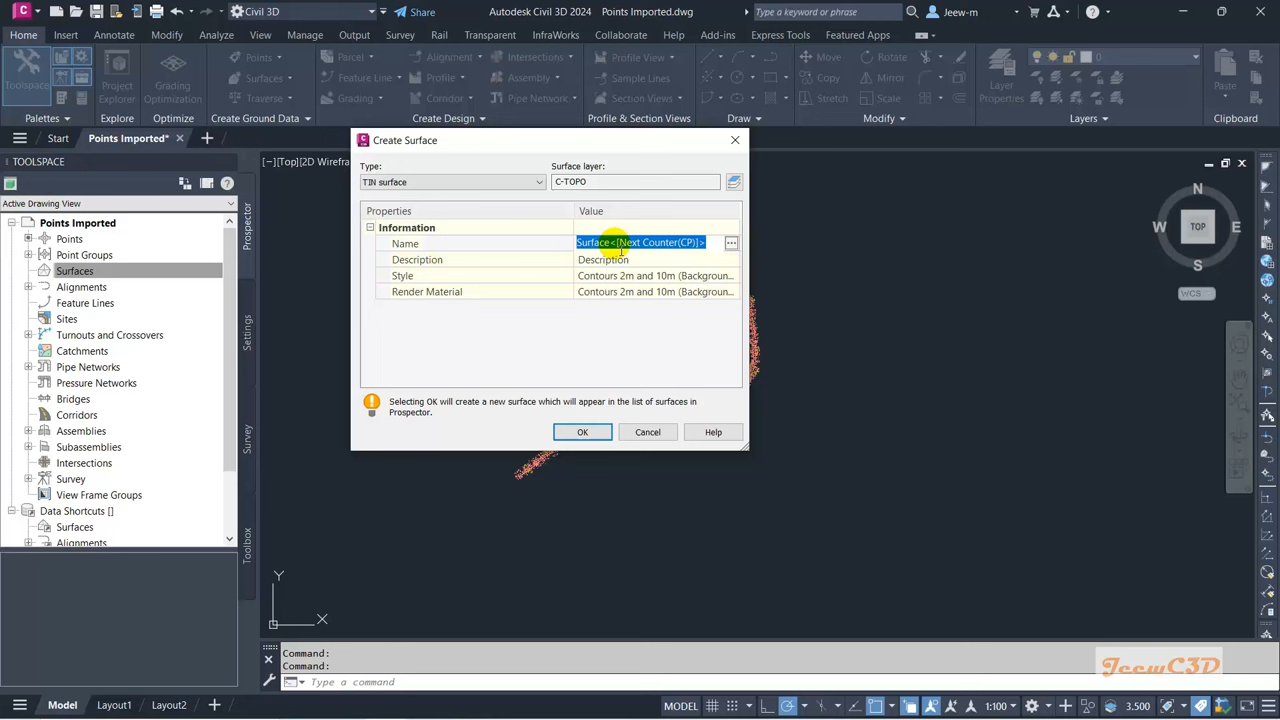 Civil 3D
Share
Autodesk Civil 3D 2024 Points Imported.dwg
Type a keyword or phrase
Jeew-m
Home Insert Annotate Modify Analyze View Manage Output Survey Rail Transparent InfraWorks Collaborate Help Add-ins Express Tools Featured Apps
Toolspace
Project Explorer
Grading Optimization
Points
Surfaces
Traverse
Parcel
Feature Line
Grading
Alignment
Profile
Corridor
Intersections
Assembly
Pipe Network
Profile View
Sample Lines
Section Views
Move
Copy
Stretch
Rotate
Mirror
Scale
Layer Properties
0
Paste
Palettes
Explore
Optimize
Create Ground Data
Create Design
Profile & Section Views
Draw
Modify
Layers
Clipboard
Start
Points Imported*
TOOLSPACE
Active Drawing View
Points Imported
Points
Point Groups
Surfaces
Alignments
Feature Lines
Sites
Turnouts and Crossovers
Catchments
Pipe Networks
Pressure Networks
Bridges
Corridors
Assemblies
Subassemblies
Intersections
Survey
View Frame Groups
Data Shortcuts []
Surfaces
Alignments
Prospector
Settings
Survey
Toolbox
[−][Top][2D Wirefra
Create Surface
Type:
Surface layer:
TIN surface
C-TOPO
Properties
Value
Information
Name
Surface<[Next Counter(CP)]>
Description
Description
Style
Contours 2m and 10m (Backgroun...
Render Material
Contours 2m and 10m (Backgroun...
Selecting OK will create a new surface which will appear in the list of surfaces in
Prospector.
OK
Cancel
Help
N
W
TOP
E
S
WCS
Y
X
Command:
Command:
Type a command
JeewC3D
Model
Layout1
Layout2
MODEL
1:100
3.500